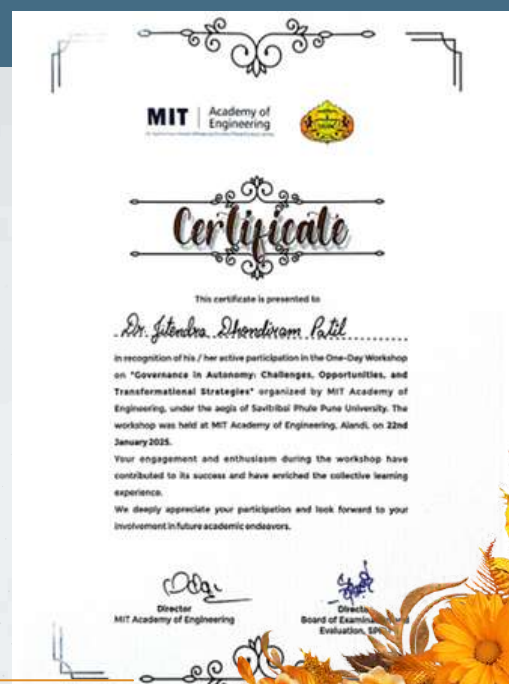 MIT Academy of
Engineering
Certificate
This certificate is presented to
Dr. Jitendra Dhondiram Patil
in recognition of his / her active participation in the One-Day Workshop
on "Governance in Autonomy: Challenges, Opportunities, and
Transformational Strategies" organized by MIT Academy of
Engineering, under the aegis of Savitribai Phule Pune University. The
workshop was held at MIT Academy of Engineering, Alandi, on 22nd
January 2025.
Your engagement and enthusiasm during the workshop have
contributed to its success and have enriched the collective learning
experience.
We deeply appreciate your participation and look forward to your
involvement in future academic endeavors.
Director
MIT Academy of Engineering
Director
Board of Examination and
Evaluation,